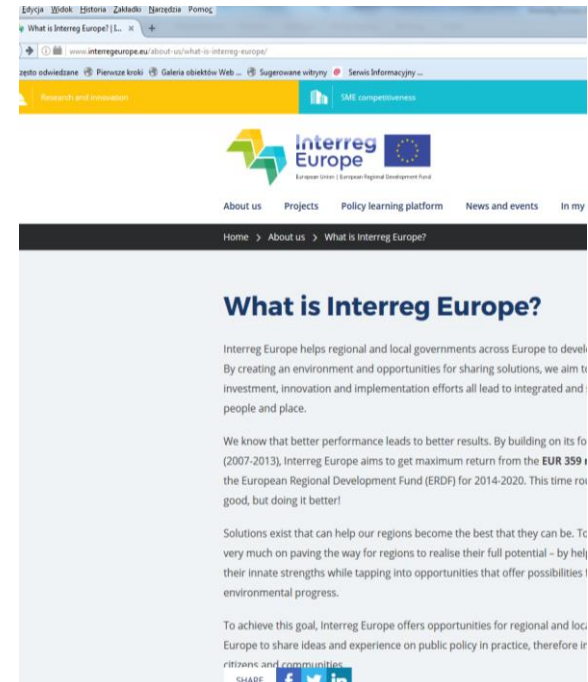 Edycja Widok Historia Zakładki Narzędzia Pomoc
What is Interreg Europe? | I... × +
www.interregeurope.eu/about-us/what-is-interreg-europe/
zęsto odwiedzane Pierwsze kroki Galeria obiektów Web ... Sugerowane witryny Serwis Informacyjny ...
Research and innovation SME competitiveness
Interreg
Europe
European Union | European Regional Development Fund
About us Projects Policy learning platform News and events In my
Home > About us > What is Interreg Europe?
What is Interreg Europe?
Interreg Europe helps regional and local governments across Europe to devel
By creating an environment and opportunities for sharing solutions, we aim to
investment, innovation and implementation efforts all lead to integrated and
people and place.
We know that better performance leads to better results. By building on its fo
(2007-2013), Interreg Europe aims to get maximum return from the EUR 359
the European Regional Development Fund (ERDF) for 2014-2020. This time rou
good, but doing it better!
Solutions exist that can help our regions become the best that they can be. To
very much on paving the way for regions to realise their full potential – by help
their innate strengths while tapping into opportunities that offer possibilities
environmental progress.
To achieve this goal, Interreg Europe offers opportunities for regional and loca
Europe to share ideas and experience on public policy in practice, therefore in
citizens and communities.
SHARE